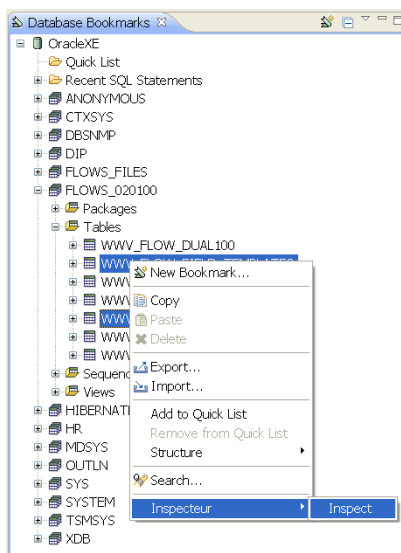 Database Bookmarks
OracleXE
Quick List
Recent SQL Statements
ANONYMOUS
CTXSYS
DBSNMP
DIP
FLOWS_FILES
FLOWS_020100
Packages
Tables
WWV_FLOW_DUAL100
New Bookmark...
Copy
Paste
Delete
Export...
Import...
Add to Quick List
Remove from Quick List
Structure
Search...
Inspecteur
Inspect
Views
HR
MDSYS
OUTLN
SYS
SYSTEM
TSMSYS
XDB